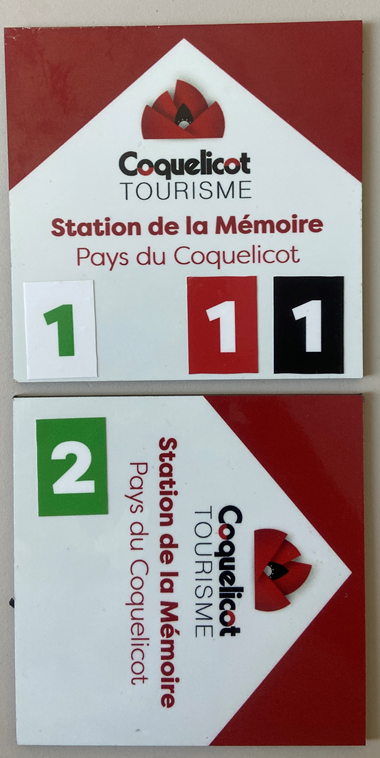 Coquelicot
TOURISME
Station de la Mémoire
Pays du Coquelicot
1 1 1
Coquelicot
TOURISME
Station de la Mémoire
Pays du Coquelicot
2